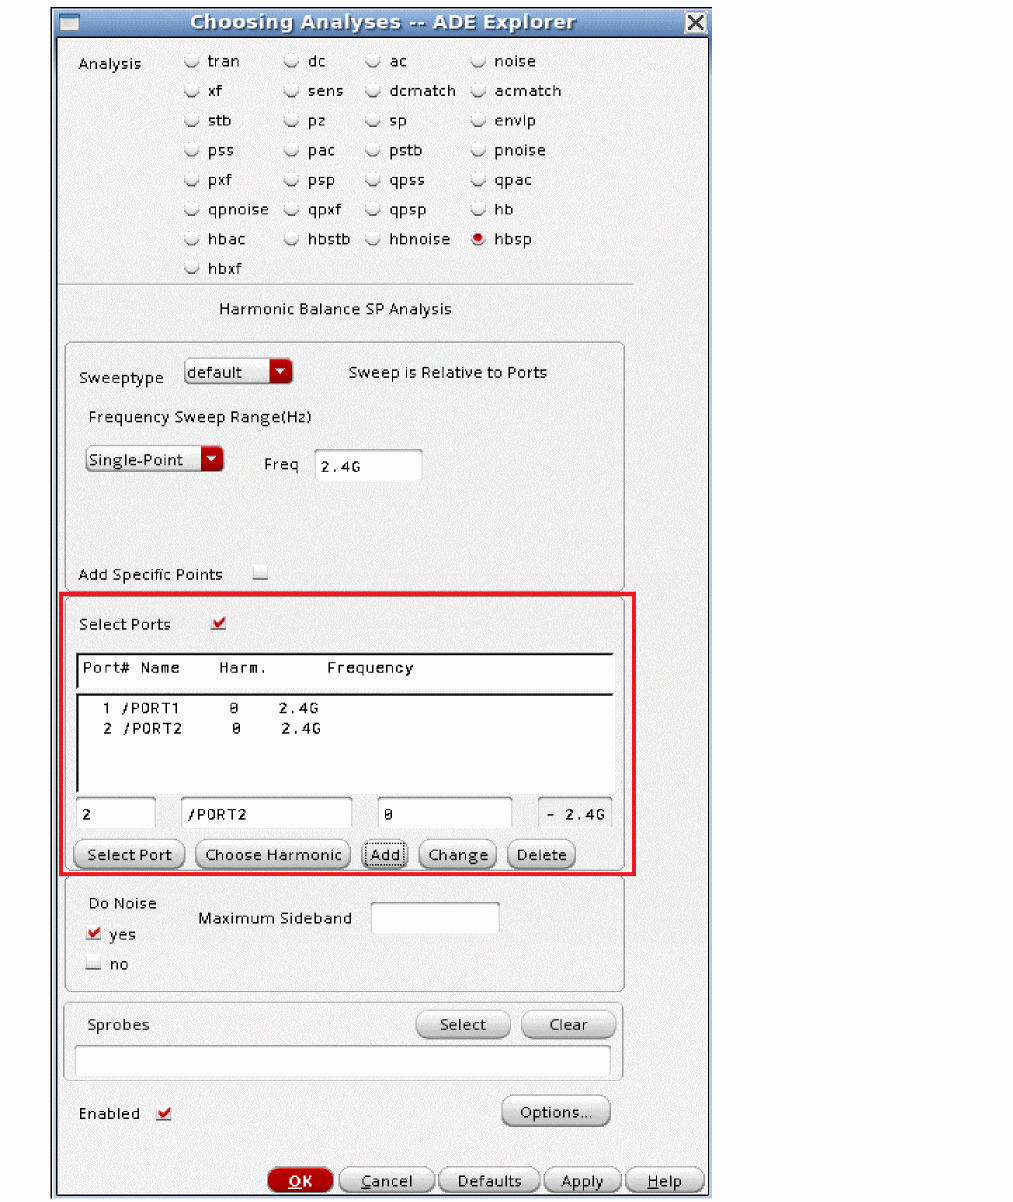 Choosing Analyses -- ADE Explorer
Analysis tran dc ac noise
xf sens dcmatch acmatch
stb pz sp envlp
pss pac pstb pnoise
pxf psp qpss qpac
qpnoise qpxf qpsp hb
hbac hbstb hbnoise hbsp
hbxf
Harmonic Balance SP Analysis
Sweeptype default Sweep is Relative to Ports
Frequency Sweep Range(Hz)
Single-Point Freq 2.4G
Add Specific Points
Select Ports
Port# Name Harm. Frequency
1 /PORT1 0 2.4G
2 /PORT2 0 2.4G
2 /PORT2 0 - 2.4G
Select Port Choose Harmonic Add Change Delete
Do Noise
Maximum Sideband
yes
no
Sprobes Select Clear
Enabled Options...
OK Cancel Defaults Apply Help